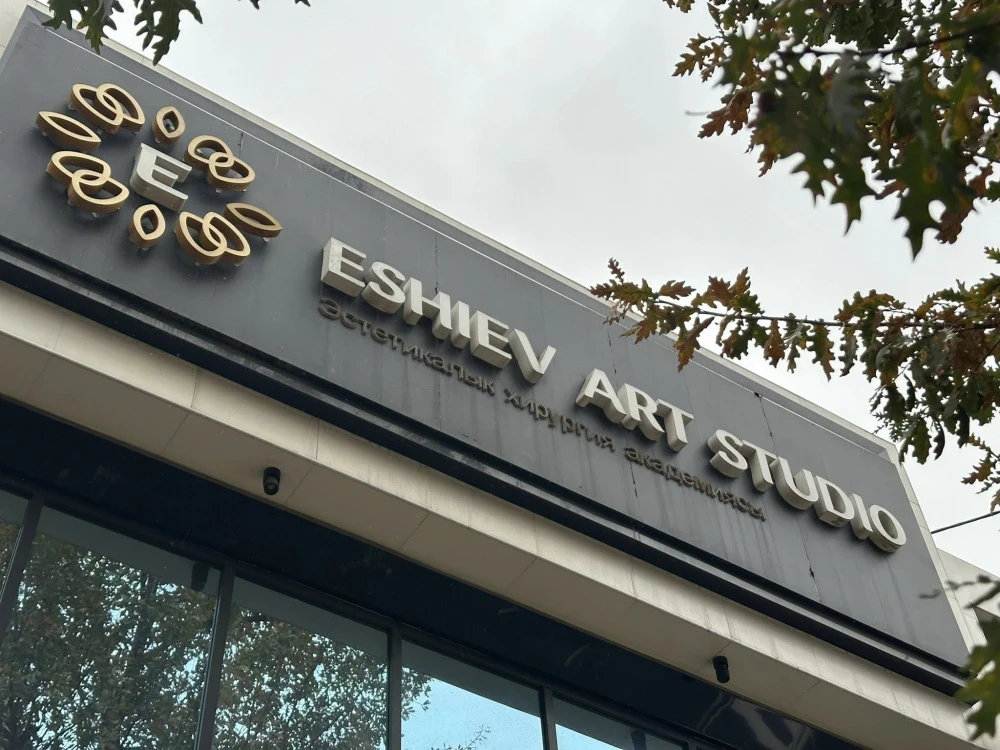 E
ESHIEV ART STUDIO
эстетикалык хирургия академиясы